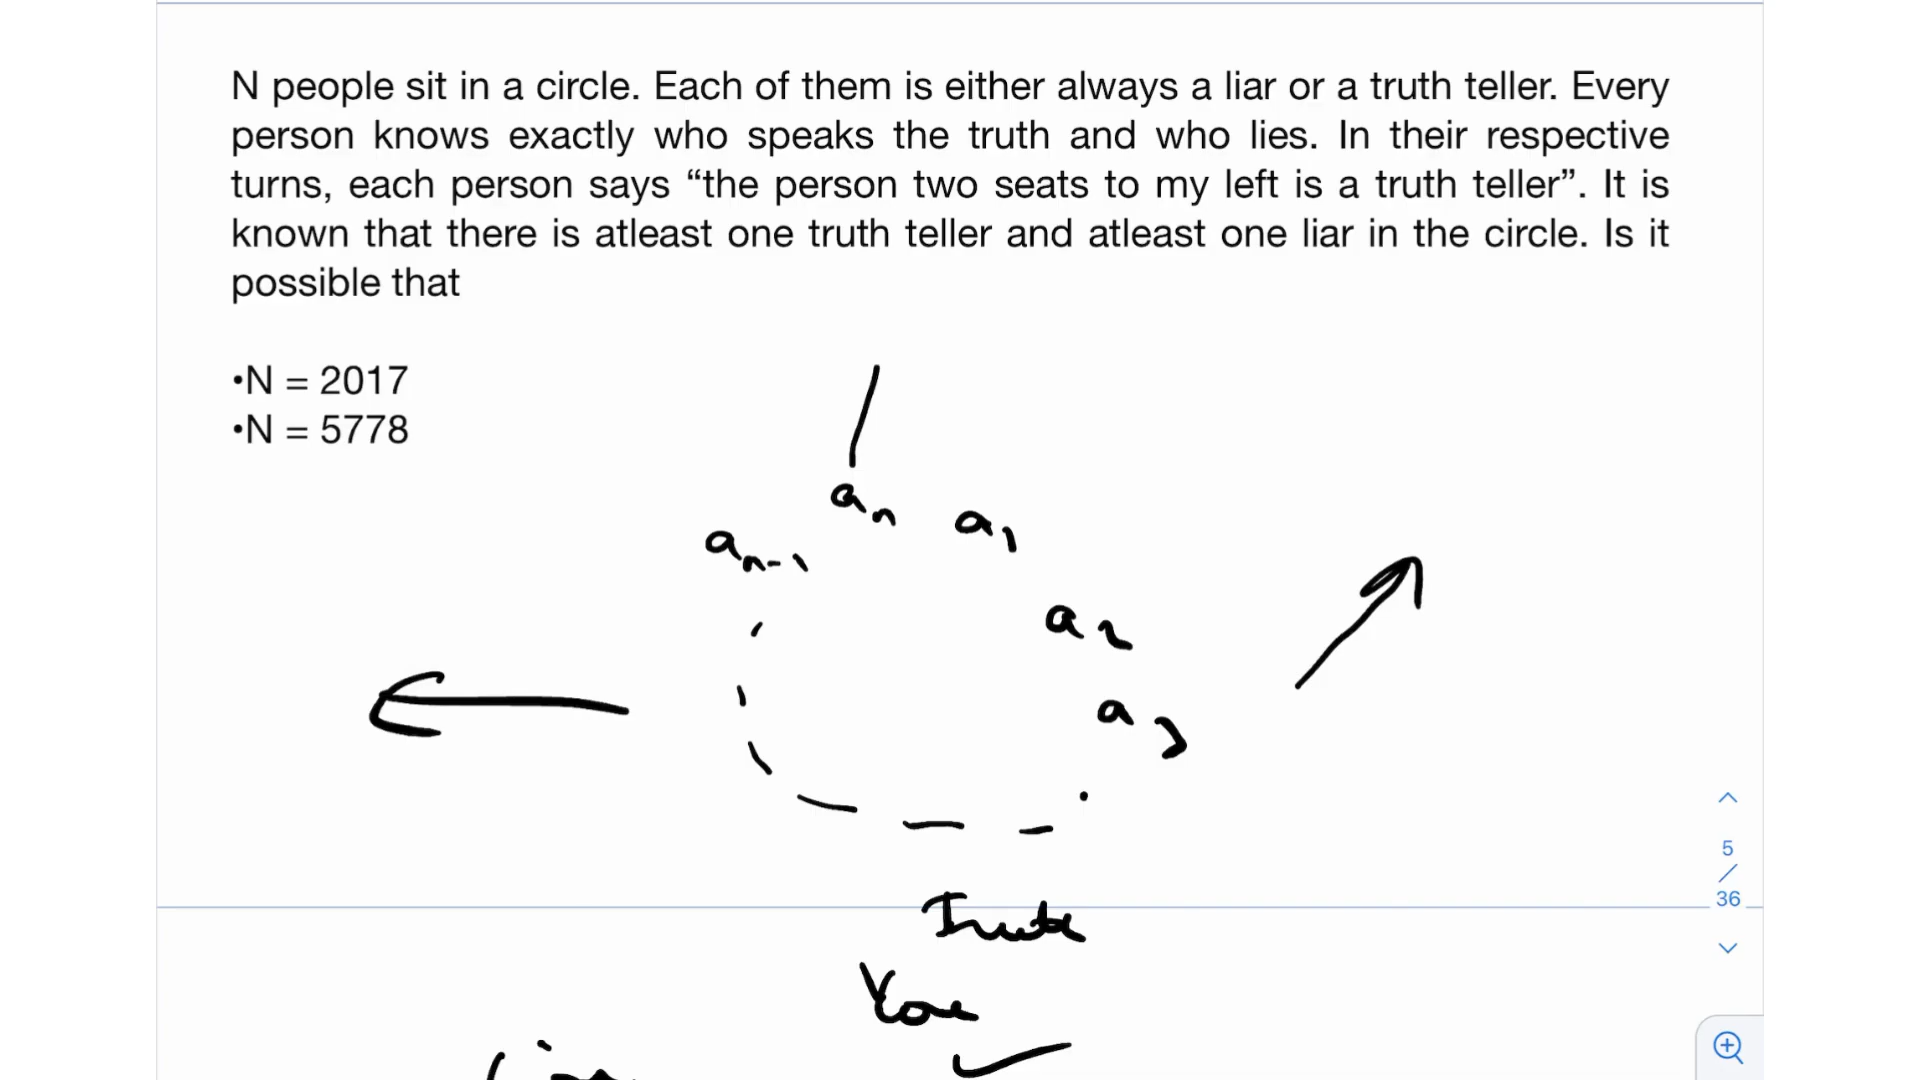 N people sit in a circle. Each of them is either always a liar or a truth teller. Every
person knows exactly who speaks the truth and who lies. In their respective
turns, each person says “the person two seats to my left is a truth teller”. It is
known that there is atleast one truth teller and atleast one liar in the circle. Is it
possible that
•N = 2017
•N = 5778
aₙ a₁
aₙ₋₁
a₂
a₃
5
/
36
Truth
You